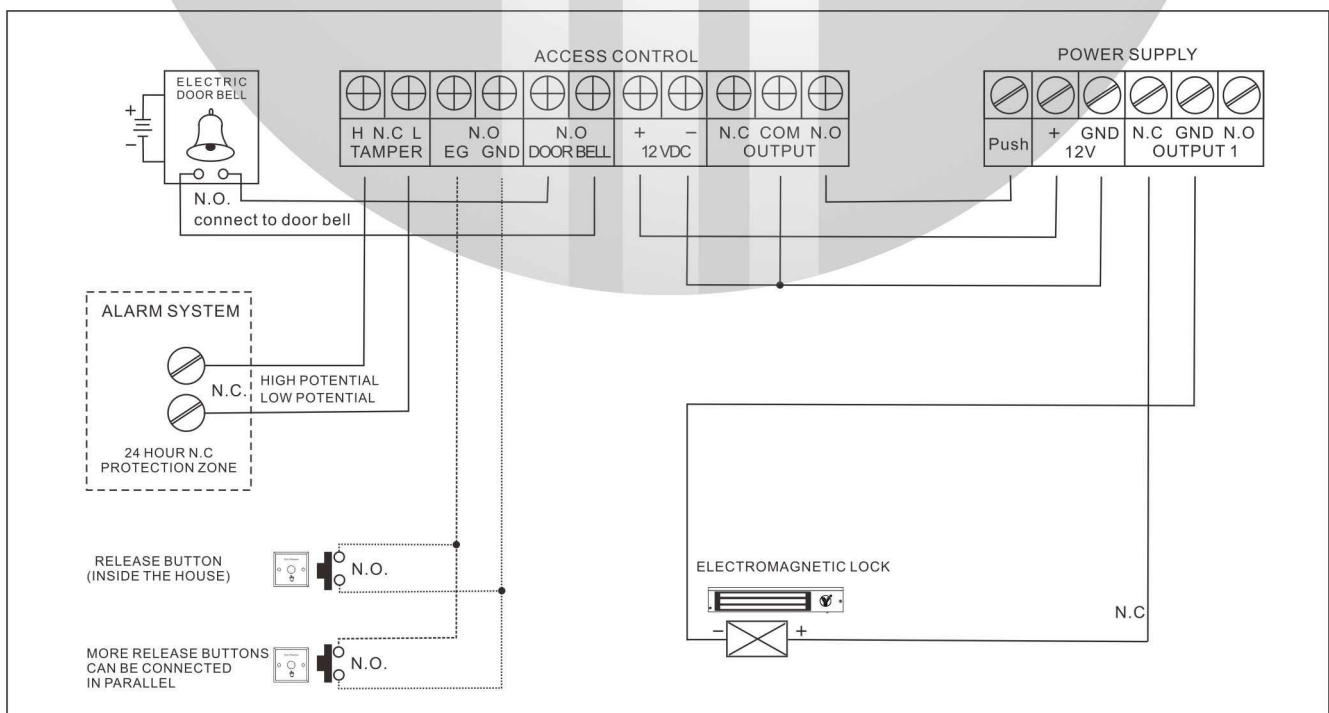 ACCESS CONTROL
POWER SUPPLY
ELECTRIC
DOOR BELL
+
−
N.O.
connect to door bell
H N.C L
TAMPER
N.O
EG GND
N.O
DOOR BELL
+ −
12 VDC
N.C COM N.O
OUTPUT
Push
+ GND
12V
N.C GND N.O
OUTPUT 1
ALARM SYSTEM
N.C.
HIGH POTENTIAL
LOW POTENTIAL
24 HOUR N.C
PROTECTION ZONE
RELEASE BUTTON
(INSIDE THE HOUSE)
N.O.
MORE RELEASE BUTTONS
CAN BE CONNECTED
IN PARALLEL
N.O.
ELECTROMAGNETIC LOCK
− +
N.C